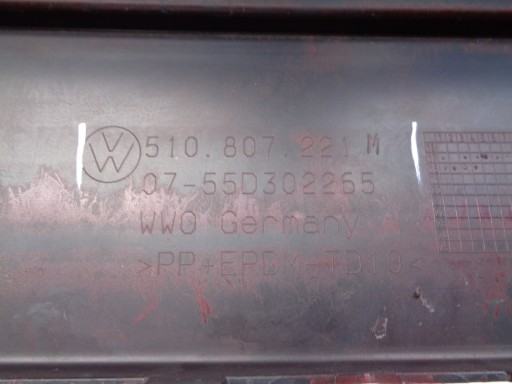 510.807.221 M
07-55D302265
WWO Germany
>PP+EPDM-TD10<